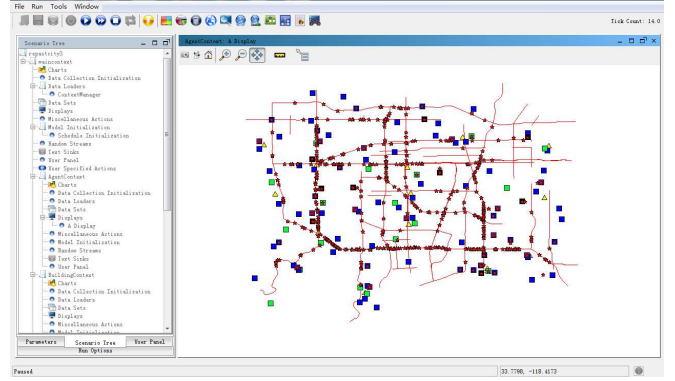 File Run Tools Window
Tick Count: 14.0
Scenario Tree
AgentContext: A Display
repastcity3
maincontext
Charts
Data Collection Initialization
Data Loaders
ContextManager
Data Sets
Displays
Miscellaneous Actions
Model Initialization
Schedule Initialization
Random Streams
Text Sinks
User Panel
User Specified Actions
AgentContext
Charts
Data Collection Initialization
Data Loaders
Data Sets
Displays
A Display
Miscellaneous Actions
Model Initialization
Random Streams
Text Sinks
User Panel
BuildingContext
Charts
Data Collection Initialization
Data Loaders
Data Sets
Displays
Miscellaneous Actions
Model Initialization
Parameters Scenario Tree User Panel
Run Options
Paused
33.7798, -118.4173